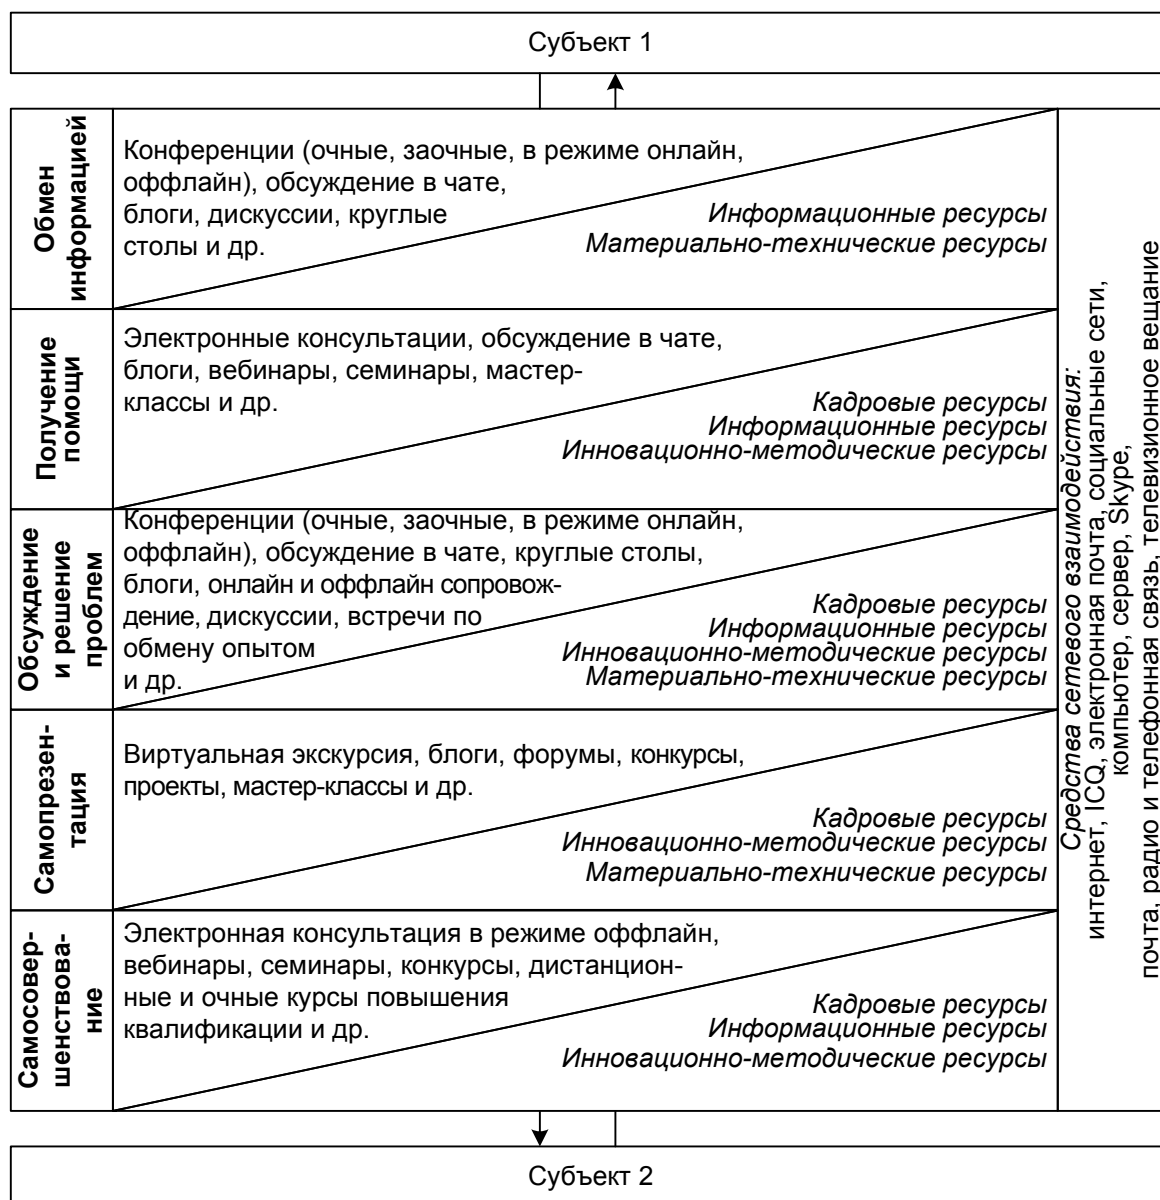 Субъект 1
Обмен
информацией
Конференции (очные, заочные, в режиме онлайн,
оффлайн), обсуждение в чате,
блоги, дискуссии, круглые
столы и др.
Информационные ресурсы
Материально-технические ресурсы
Получение
помощи
Электронные консультации, обсуждение в чате,
блоги, вебинары, семинары, мастер-
классы и др.
Кадровые ресурсы
Информационные ресурсы
Инновационно-методические ресурсы
Обсуждение
и решение
проблем
Конференции (очные, заочные, в режиме онлайн,
оффлайн), обсуждение в чате, круглые столы,
блоги, онлайн и оффлайн сопровож-
дение, дискуссии, встречи по
обмену опытом
и др.
Кадровые ресурсы
Информационные ресурсы
Инновационно-методические ресурсы
Материально-технические ресурсы
Самопрезен-
тация
Виртуальная экскурсия, блоги, форумы, конкурсы,
проекты, мастер-классы и др.
Кадровые ресурсы
Инновационно-методические ресурсы
Материально-технические ресурсы
Самосовер-
шенствова-
ние
Электронная консультация в режиме оффлайн,
вебинары, семинары, конкурсы, дистанцион-
ные и очные курсы повышения
квалификации и др.
Кадровые ресурсы
Информационные ресурсы
Инновационно-методические ресурсы
Средства сетевого взаимодействия:
интернет, ICQ, электронная почта, социальные сети,
компьютер, сервер, Skype,
почта, радио и телефонная связь, телевизионное вещание
Субъект 2